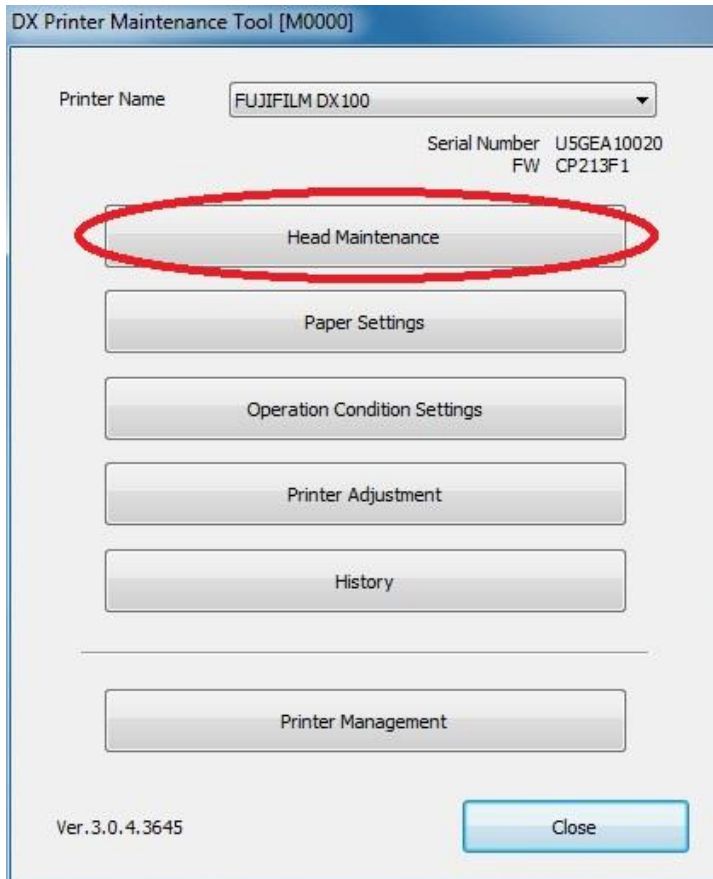 DX Printer Maintenance Tool [M0000]
Printer Name FUJIFILM DX100
Serial Number U5GEA10020
FW CP213F1
Head Maintenance
Paper Settings
Operation Condition Settings
Printer Adjustment
History
Printer Management
Ver.3.0.4.3645 Close